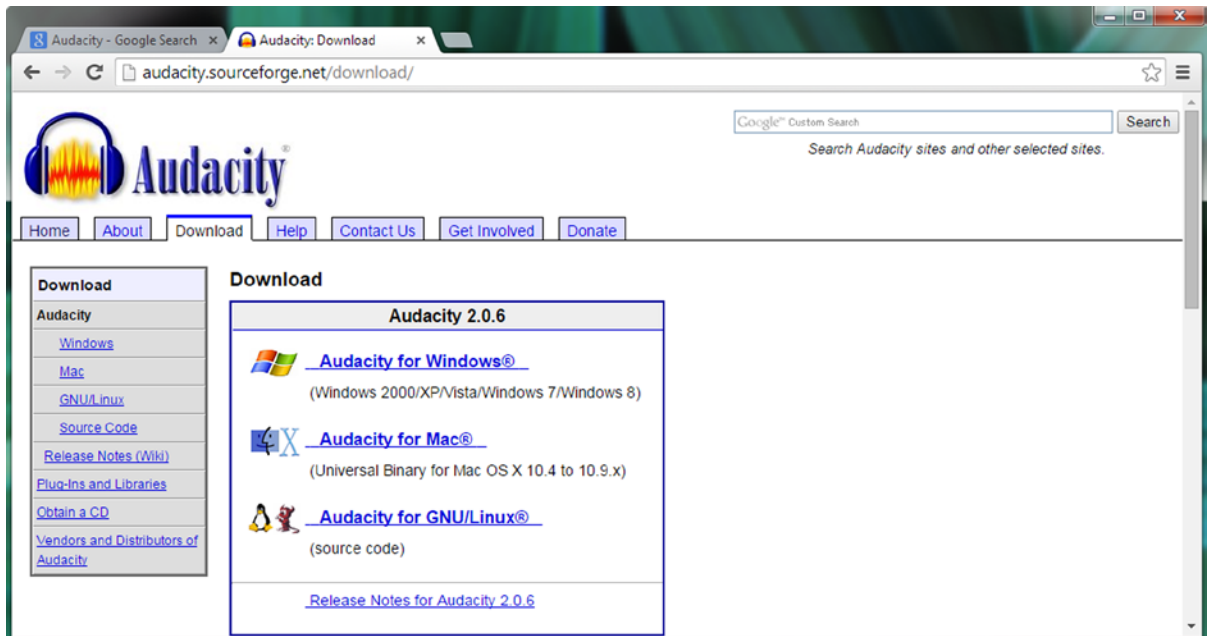 Audacity - Google Search
Audacity: Download
audacity.sourceforge.net/download/
Audacity®
Google™ Custom Search
Search
Search Audacity sites and other selected sites.
Home
About
Download
Help
Contact Us
Get Involved
Donate
Download
Audacity
Windows
Mac
GNU/Linux
Source Code
Release Notes (Wiki)
Plug-Ins and Libraries
Obtain a CD
Vendors and Distributors of
Audacity
Download
Audacity 2.0.6
Audacity for Windows®
(Windows 2000/XP/Vista/Windows 7/Windows 8)
Audacity for Mac®
(Universal Binary for Mac OS X 10.4 to 10.9.x)
Audacity for GNU/Linux®
(source code)
Release Notes for Audacity 2.0.6